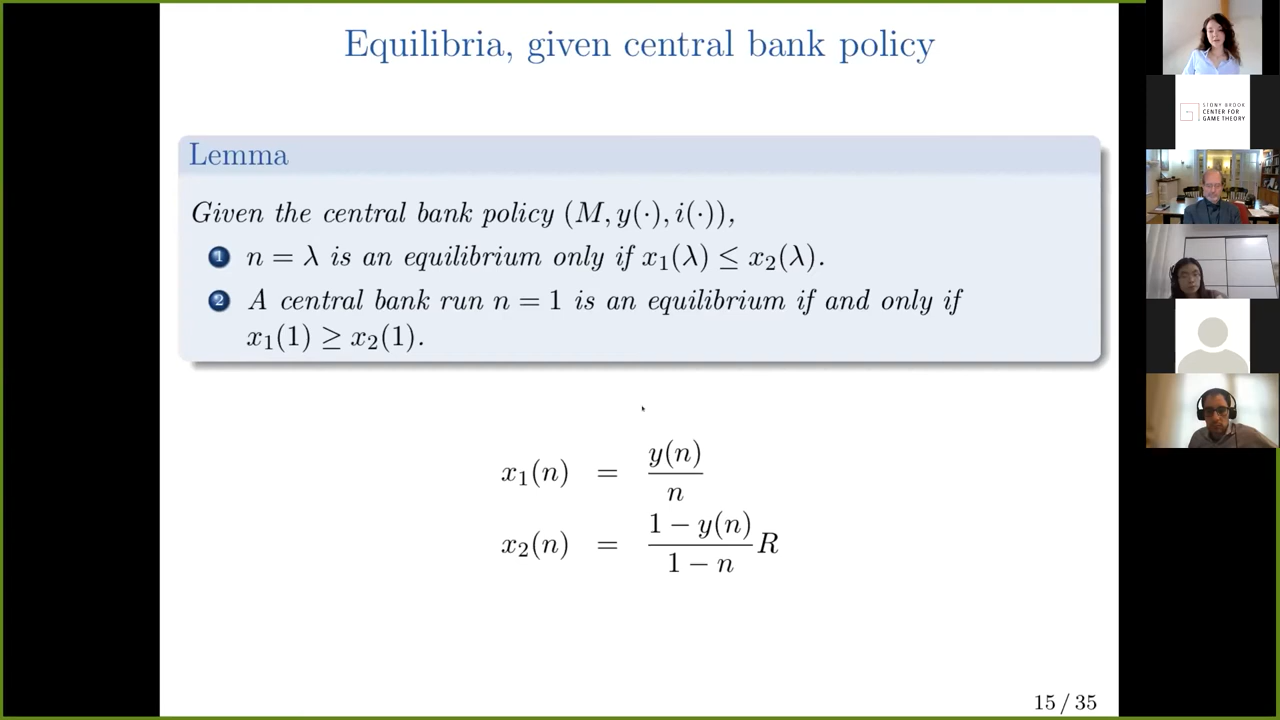 Equilibria, given central bank policy
Lemma
Given the central bank policy (M, y(·), i(·)),
1 n = λ is an equilibrium only if x₁(λ) ≤ x₂(λ).
2 A central bank run n = 1 is an equilibrium if and only if
x₁(1) ≥ x₂(1).
x₁(n) = y(n)/n
x₂(n) = (1 − y(n))/(1 − n) R
15 / 35
STONY BROOK
CENTER FOR
GAME THEORY